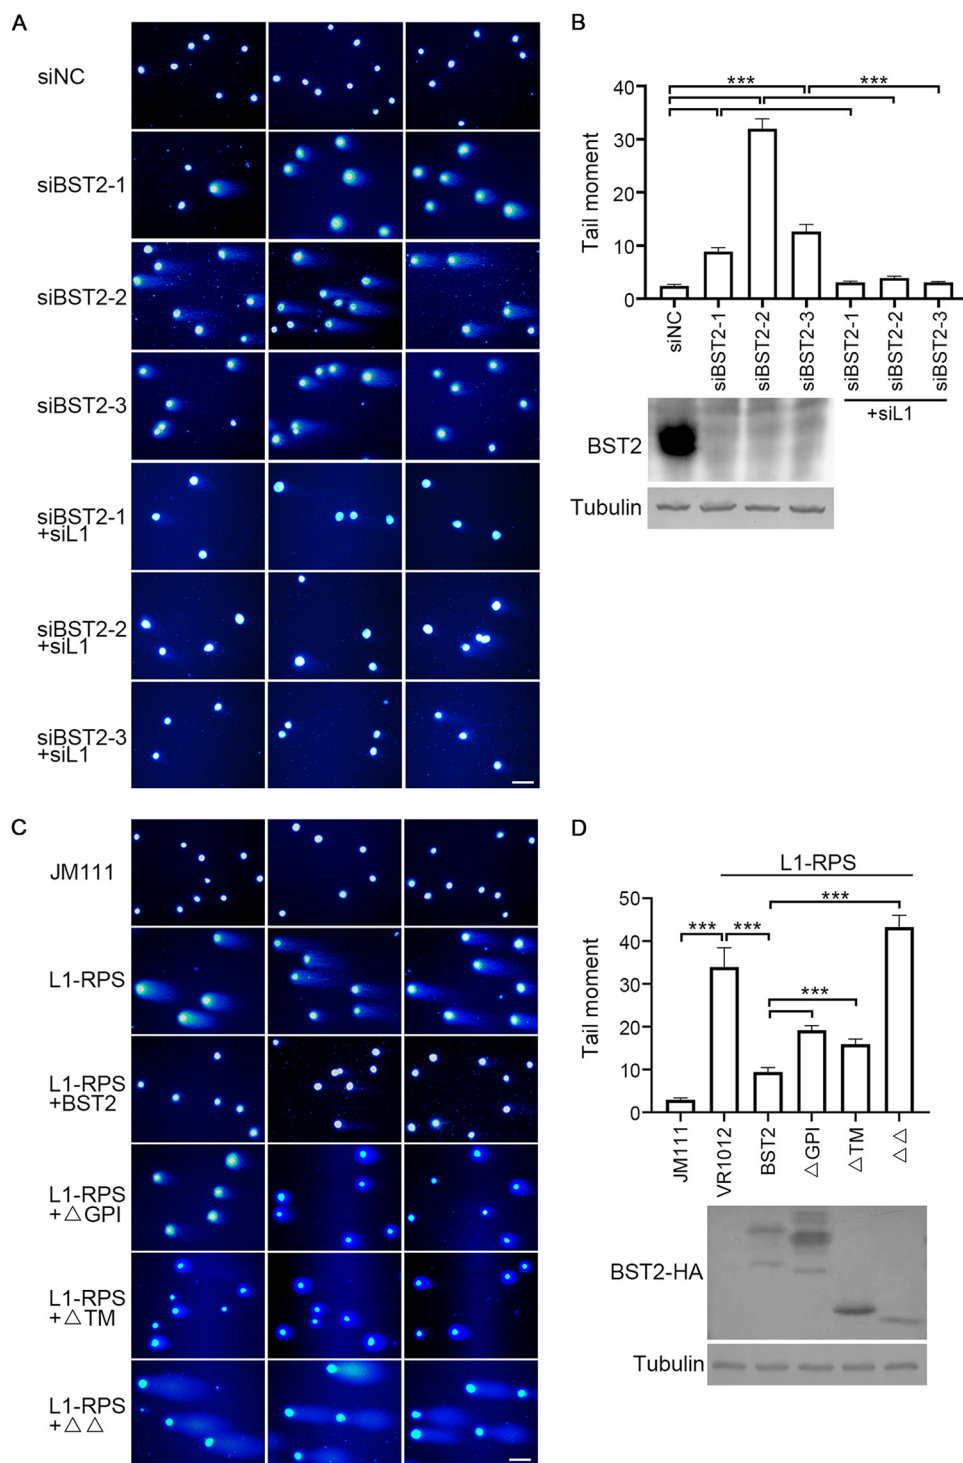 A
siNC
siBST2-1
siBST2-2
siBST2-3
siBST2-1
+siL1
siBST2-2
+siL1
siBST2-3
+siL1
B
Tail moment
40
30
20
10
0
***
***
siNC
siBST2-1
siBST2-2
siBST2-3
siBST2-1
siBST2-2
siBST2-3
+siL1
BST2
Tubulin
C
JM111
L1-RPS
L1-RPS
+BST2
L1-RPS
+△GPI
L1-RPS
+△TM
L1-RPS
+△△
D
L1-RPS
Tail moment
50
40
30
20
10
0
***
***
***
***
JM111
VR1012
BST2
△GPI
△TM
△△
BST2-HA
Tubulin